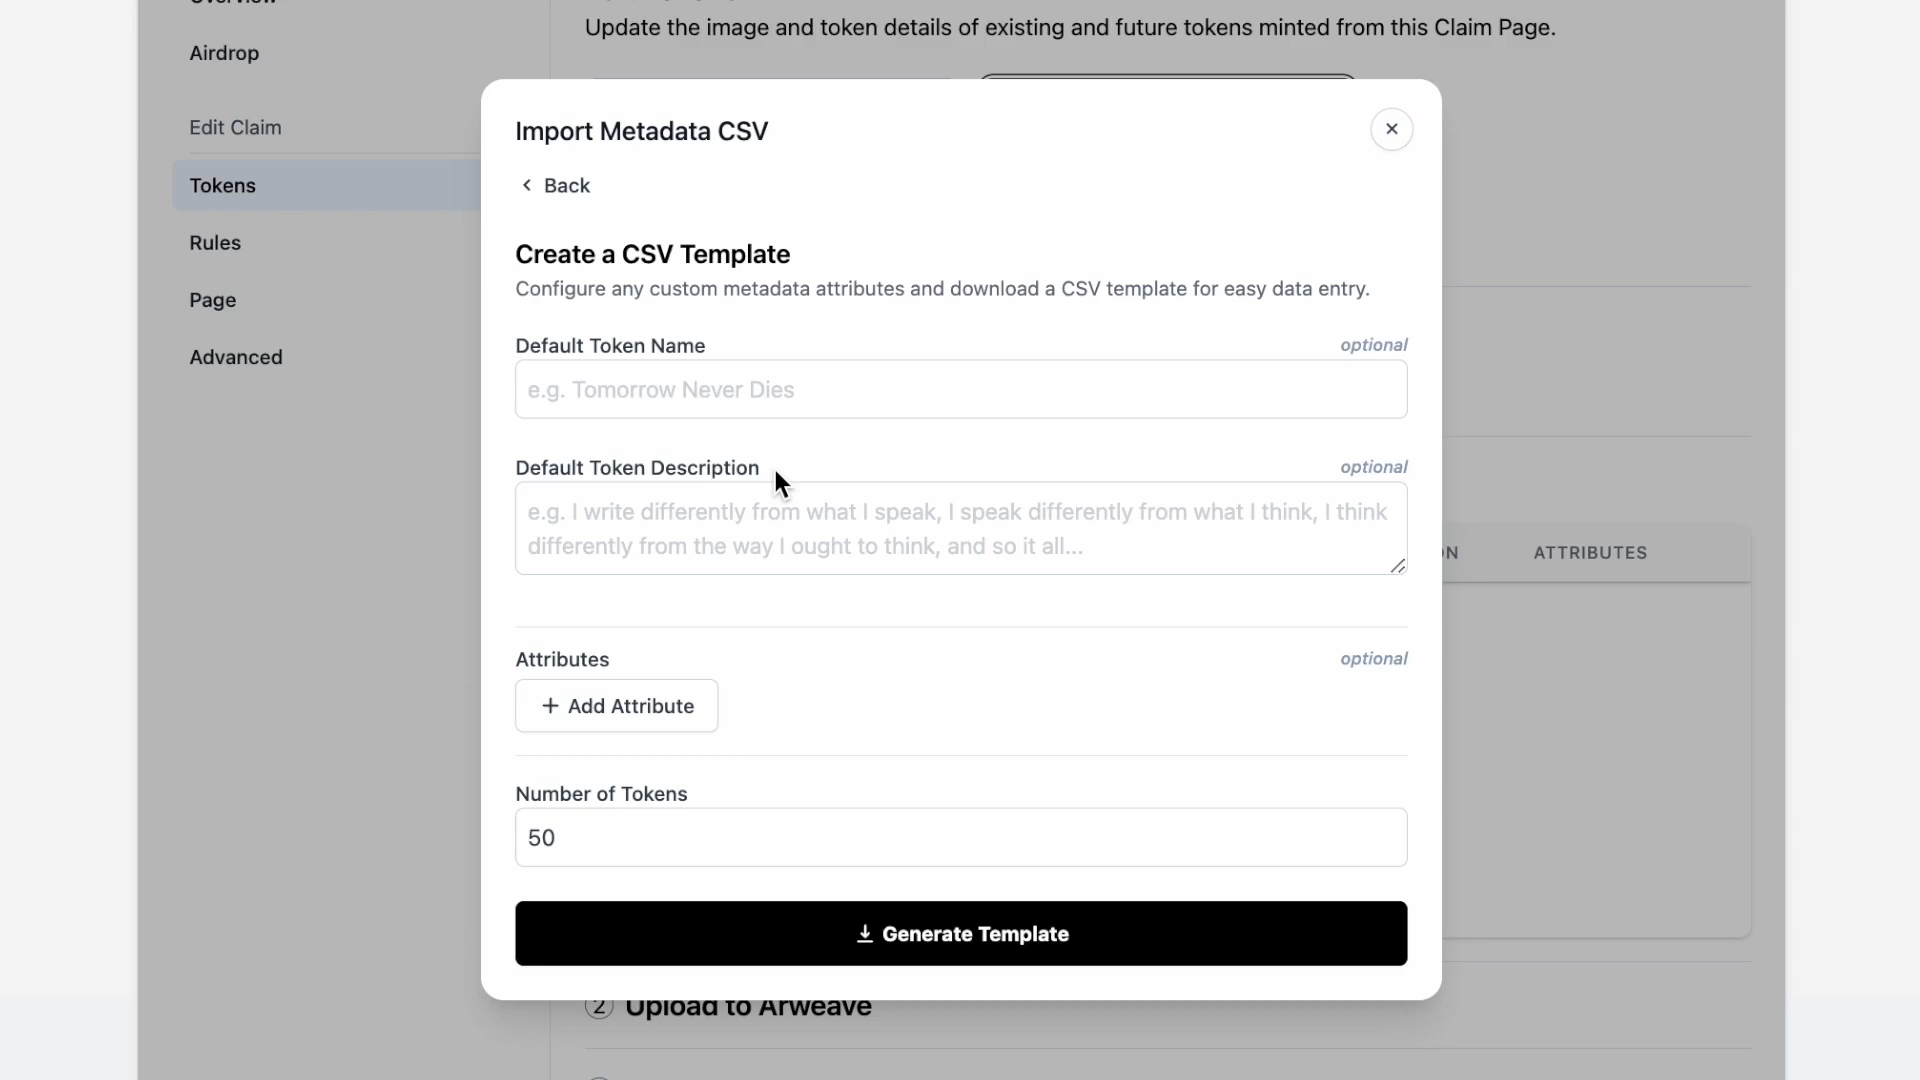 Overview
Update the image and token details of existing and future tokens minted from this Claim Page.
Airdrop
Edit Claim
Tokens
Rules
Page
Advanced
Import Metadata CSV
Back
Create a CSV Template
Configure any custom metadata attributes and download a CSV template for easy data entry.
Default Token Name optional
e.g. Tomorrow Never Dies
Default Token Description optional
e.g. I write differently from what I speak, I speak differently from what I think, I think
differently from the way I ought to think, and so it all...
ATTRIBUTES
Attributes optional
+ Add Attribute
Number of Tokens
50
Generate Template
2 Upload to Arweave